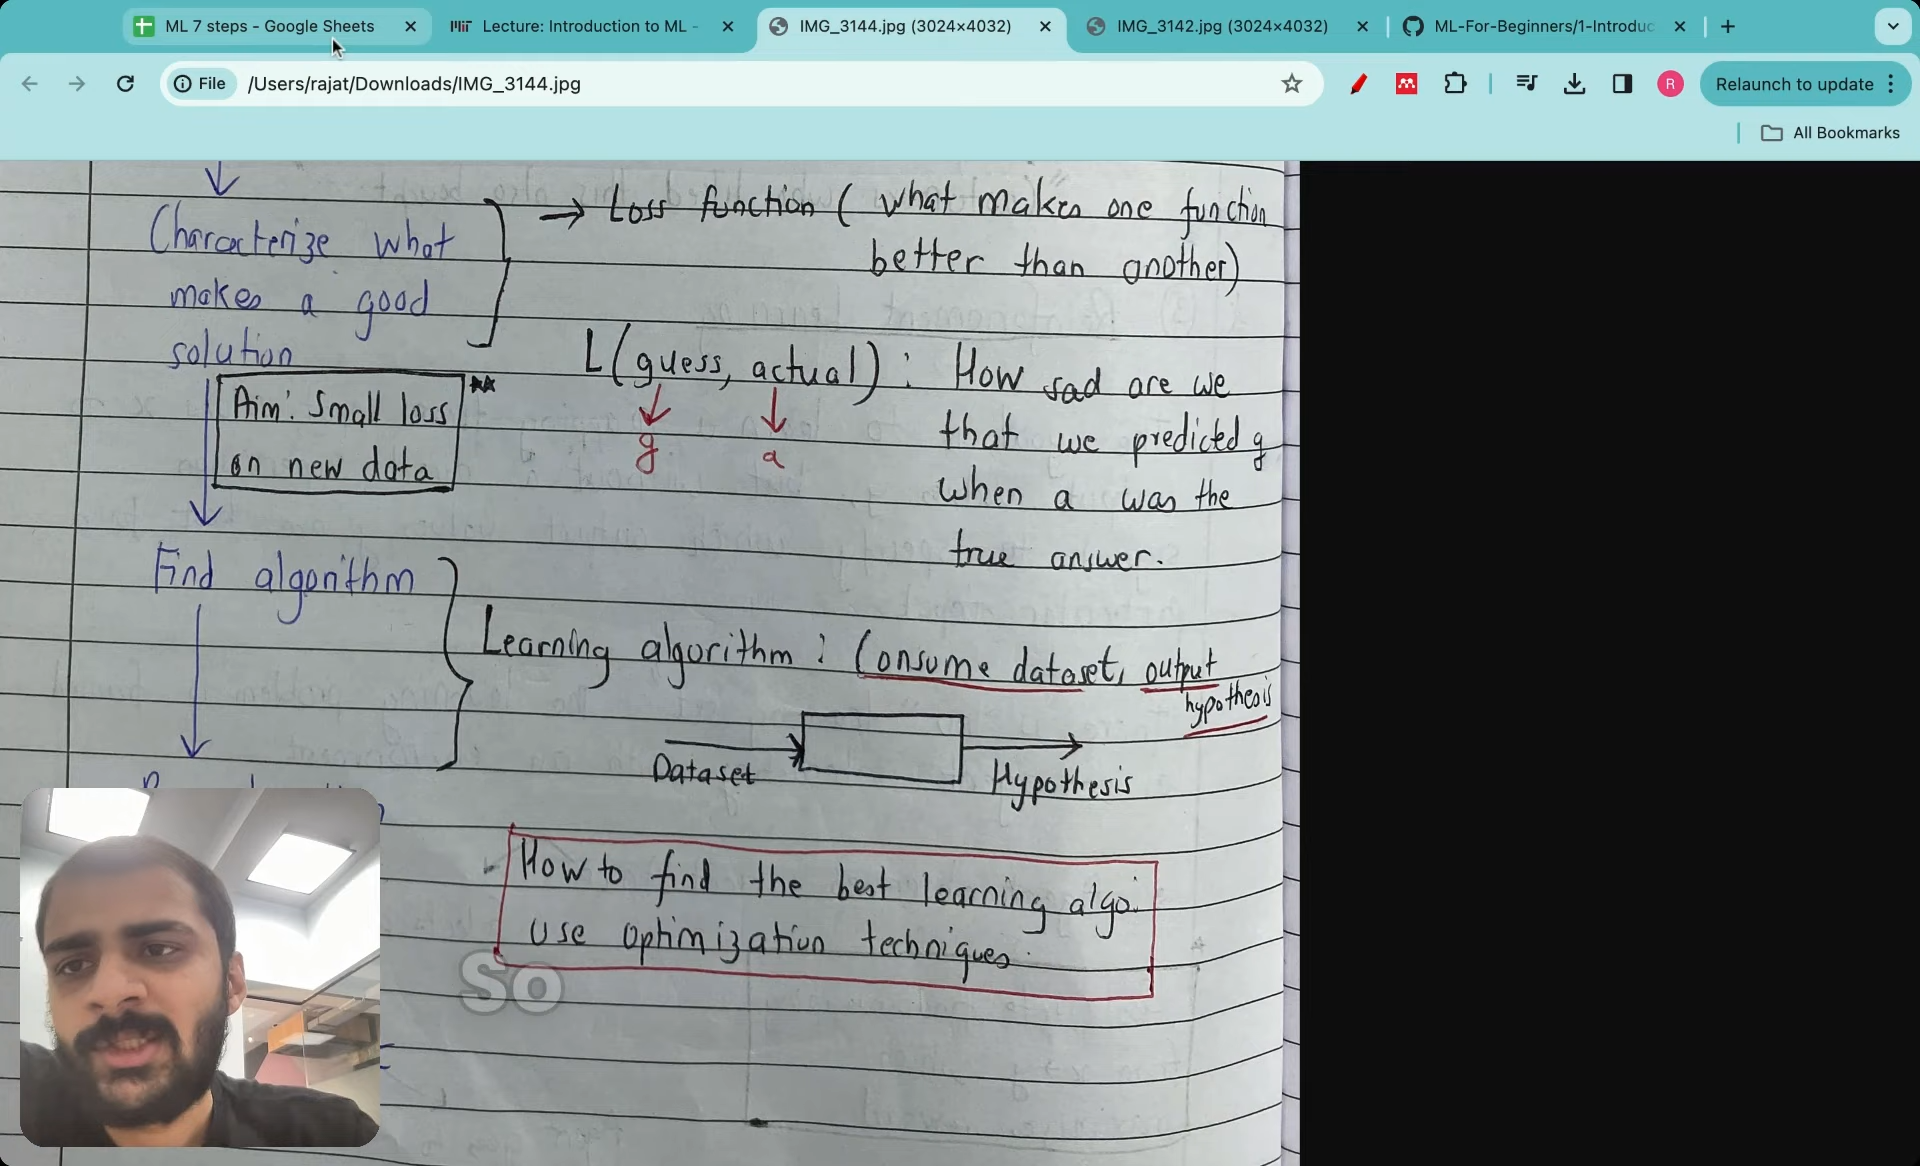 ML 7 steps - Google Sheets
Lecture: Introduction to ML -
IMG_3144.jpg (3024×4032)
IMG_3142.jpg (3024×4032)
ML-For-Beginners/1-Introduc
File
/Users/rajat/Downloads/IMG_3144.jpg
R
Relaunch to update
All Bookmarks
Characterize what
makes a good
solution
→ Loss function ( what makes one function
better than another)
Aim: Small loss
on new data
**
L(guess, actual) : How sad are we
g
a
that we predicted g
when a was the
true answer.
Find algorithm
Learning algorithm : Consume dataset, output
hypothesis
Dataset
Hypothesis
How to find the best learning algo.
use optimization techniques.
So